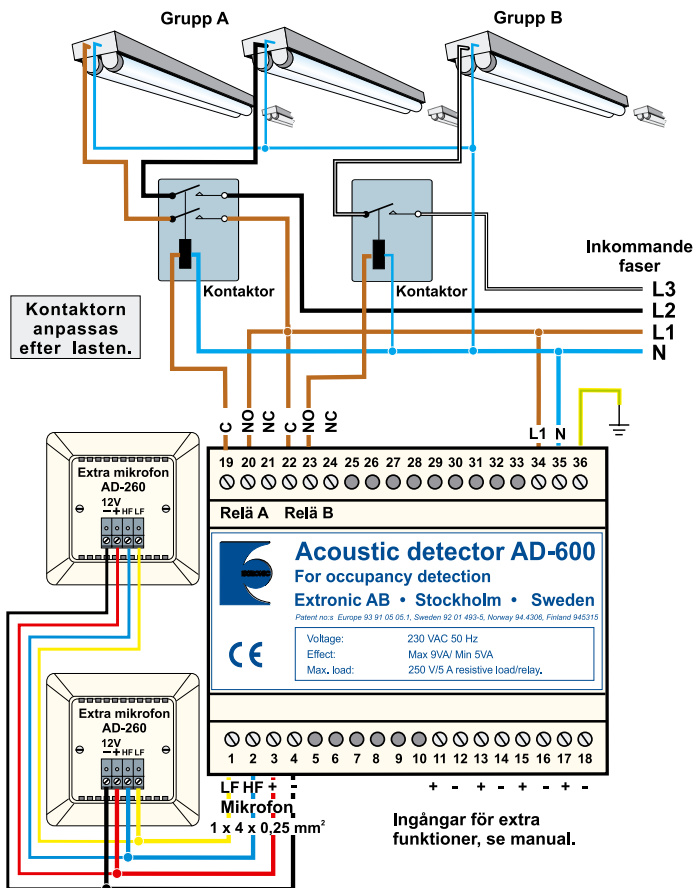 Grupp A
Grupp B
Inkommande
faser
L3
L2
L1
N
Kontaktor
Kontaktor
Kontaktorn
anpassas
efter lasten.
C
NO
NC
C
NO
NC
L1 N
19 20 21 22 23 24 25 26 27 28 29 30 31 32 33 34 35 36
Relä A Relä B
Extra mikrofon
AD-260
12V
− + HF LF
EXTRONIC
Acoustic detector AD-600
For occupancy detection
Extronic AB • Stockholm • Sweden
Patent no:s Europe 93 91 05 05.1, Sweden 92 01 493-5, Norway 94.4306, Finland 945315
CE
Voltage: 230 VAC 50 Hz
Effect: Max 9VA/ Min 5VA
Max. load: 250 V/5 A resistive load/relay.
Extra mikrofon
AD-260
12V
− + HF LF
1 2 3 4 5 6 7 8 9 10 11 12 13 14 15 16 17 18
LF HF + -
+ - + - + - + -
Mikrofon
1 x 4 x 0,25 mm²
Ingångar för extra
funktioner, se manual.